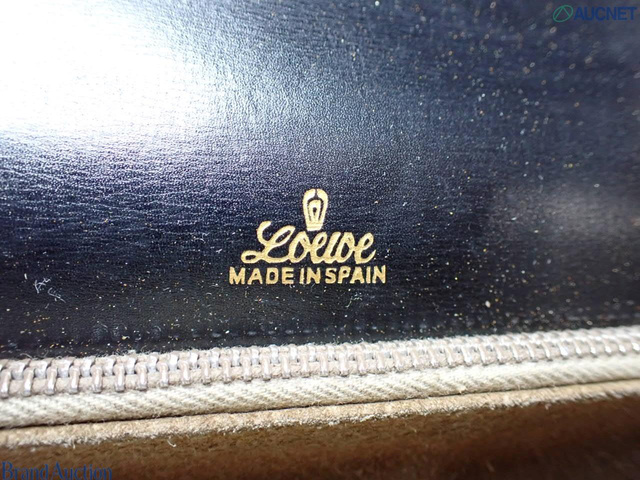 AUCNET
Loewe
MADE IN SPAIN
Brand Auction